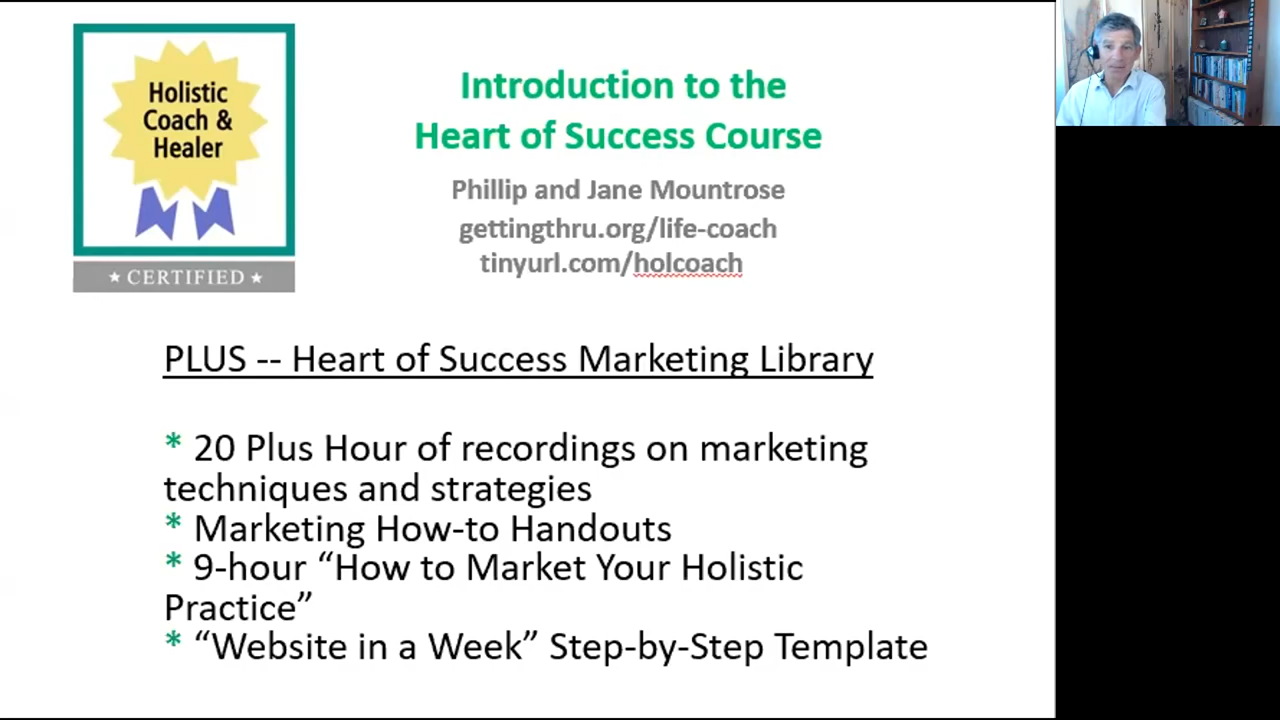 Holistic
Coach &
Healer
★ CERTIFIED ★
Introduction to the
Heart of Success Course
Phillip and Jane Mountrose
gettingthru.org/life-coach
tinyurl.com/holcoach
PLUS -- Heart of Success Marketing Library
* 20 Plus Hour of recordings on marketing
techniques and strategies
* Marketing How-to Handouts
* 9-hour “How to Market Your Holistic
Practice”
* “Website in a Week” Step-by-Step Template